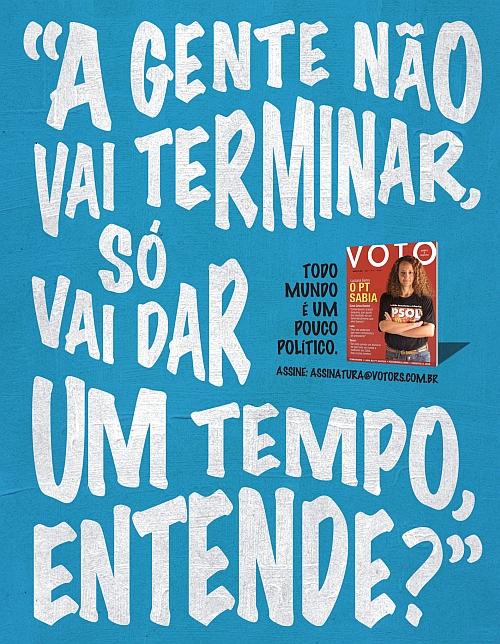 “A GENTE NÃO
VAI TERMINAR,
SÓ
VAI DAR
UM TEMPO,
ENTENDE?”
TODO
MUNDO
É UM
POUCO
POLÍTICO.
ASSINE: ASSINATURA@VOTORS.COM.BR
VOTO
O PT
SABIA
PSOL